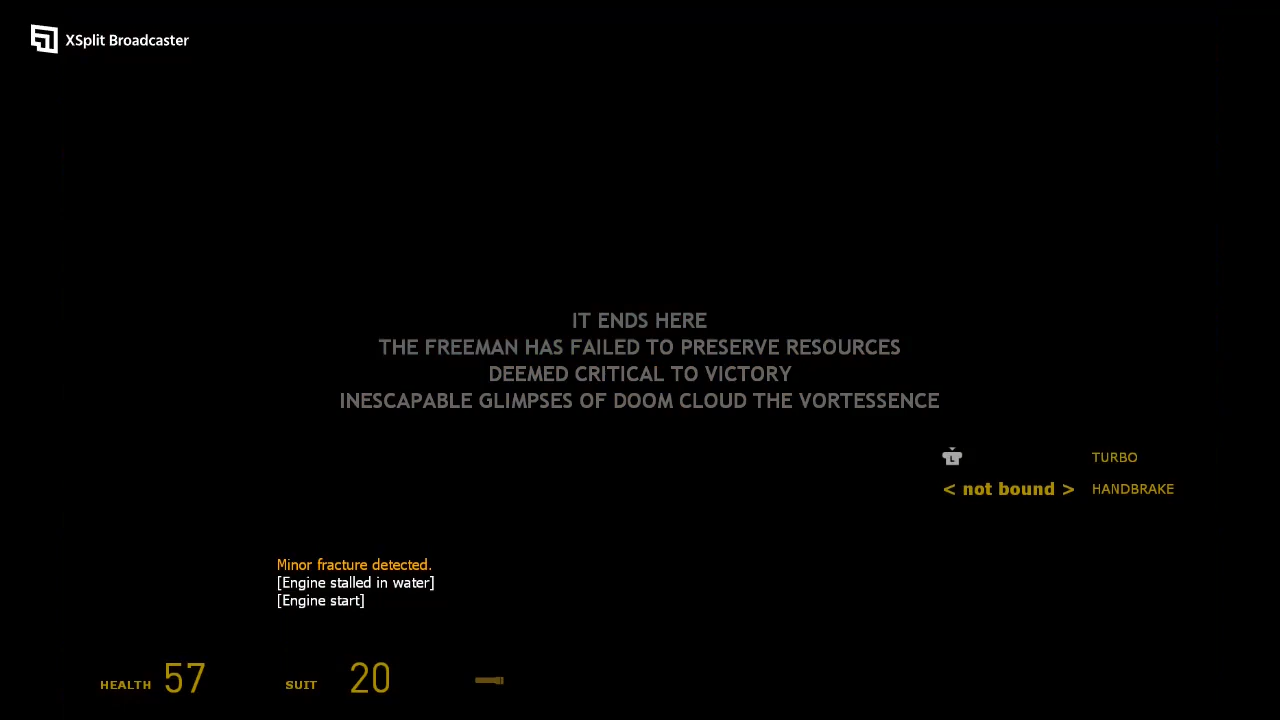 XSplit Broadcaster
IT ENDS HERE
THE FREEMAN HAS FAILED TO PRESERVE RESOURCES
DEEMED CRITICAL TO VICTORY
INESCAPABLE GLIMPSES OF DOOM CLOUD THE VORTESSENCE
L TURBO
< not bound > HANDBRAKE
Minor fracture detected.
[Engine stalled in water]
[Engine start]
HEALTH 57 SUIT 20